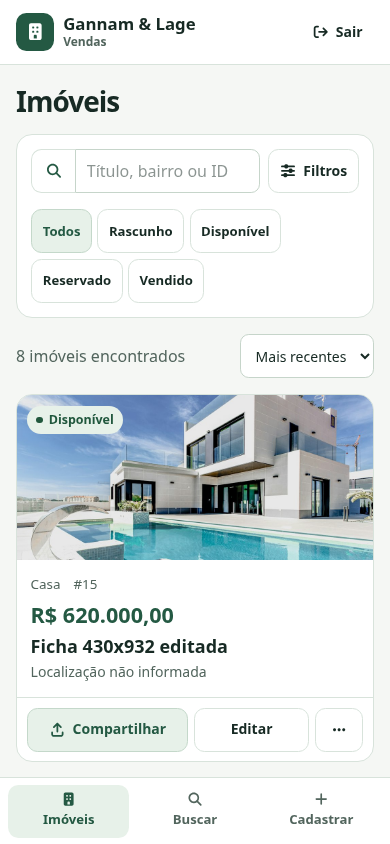 Gannam & Lage
Vendas
Sair
Imóveis
Título, bairro ou ID
Filtros
Todos
Rascunho
Disponível
Reservado
Vendido
8 imóveis encontrados
Mais recentes
Disponível
Casa #15
R$ 620.000,00
Ficha 430x932 editada
Localização não informada
Compartilhar
Editar
Imóveis
Buscar
Cadastrar